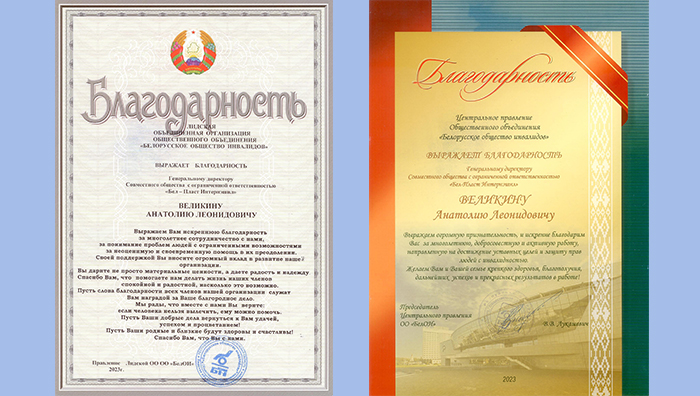 Благодарность
ЛИДСКАЯ
ОБЪЕДИНЕННАЯ ОРГАНИЗАЦИЯ
ОБЩЕСТВЕННОГО ОБЪЕДИНЕНИЯ
«БЕЛОРУССКОЕ ОБЩЕСТВО ИНВАЛИДОВ»
ВЫРАЖАЕТ БЛАГОДАРНОСТЬ
Генеральному директору
Совместного общества с ограниченной ответственностью
«Бел – Пласт Интернэшнл»
ВЕЛИКИНУ
АНАТОЛИЮ ЛЕОНИДОВИЧУ
Выражаем Вам искреннюю благодарность
за многолетнее сотрудничество с нами,
за понимание проблем людей с ограниченными возможностями
за неоценимую и своевременную помощь в их преодолении.
Своей поддержкой Вы вносите огромный вклад в развитие нашей
организации.
Вы дарите не просто материальные ценности, а даете радость и надежду
Спасибо Вам, что помогаете нам делать жизнь наших членов
спокойной и радостной, насколько это возможно.
Пусть слова благодарности всех членов нашей организации служат
Вам наградой за Ваше благородное дело.
Мы рады, что вместе с нами Вы верите:
если человека нельзя вылечить, ему можно помочь.
Пусть Ваши добрые дела вернуться к Вам удачей,
успехом и процветанием!
Пусть Ваши родные и близкие будут здоровы и счастливы!
Спасибо Вам, что Вы с нами.
Правление Лидской ОО ОО «БелОИ»
2023г.
Благодарность
Центральное правление
Общественного объединения
«Белорусское общество инвалидов»
ВЫРАЖАЕТ БЛАГОДАРНОСТЬ
Генеральному директору
Совместного общества с ограниченной ответственностью
«Бел-Пласт Интернэшнл»
ВЕЛИКИНУ
Анатолию Леонидовичу
Выражаем огромную признательность, и искренне благодарим
Вас за многолетнюю, добросовестную и активную работу,
направленную на достижение уставных целей и защиту прав
людей с инвалидностью.
Желаем Вам и Вашей семье крепкого здоровья, благополучия,
дальнейших успехов и прекрасных результатов в работе!
Председатель
Центрального правления
ОО «БелОИ»
В.В. Луканевич
2023